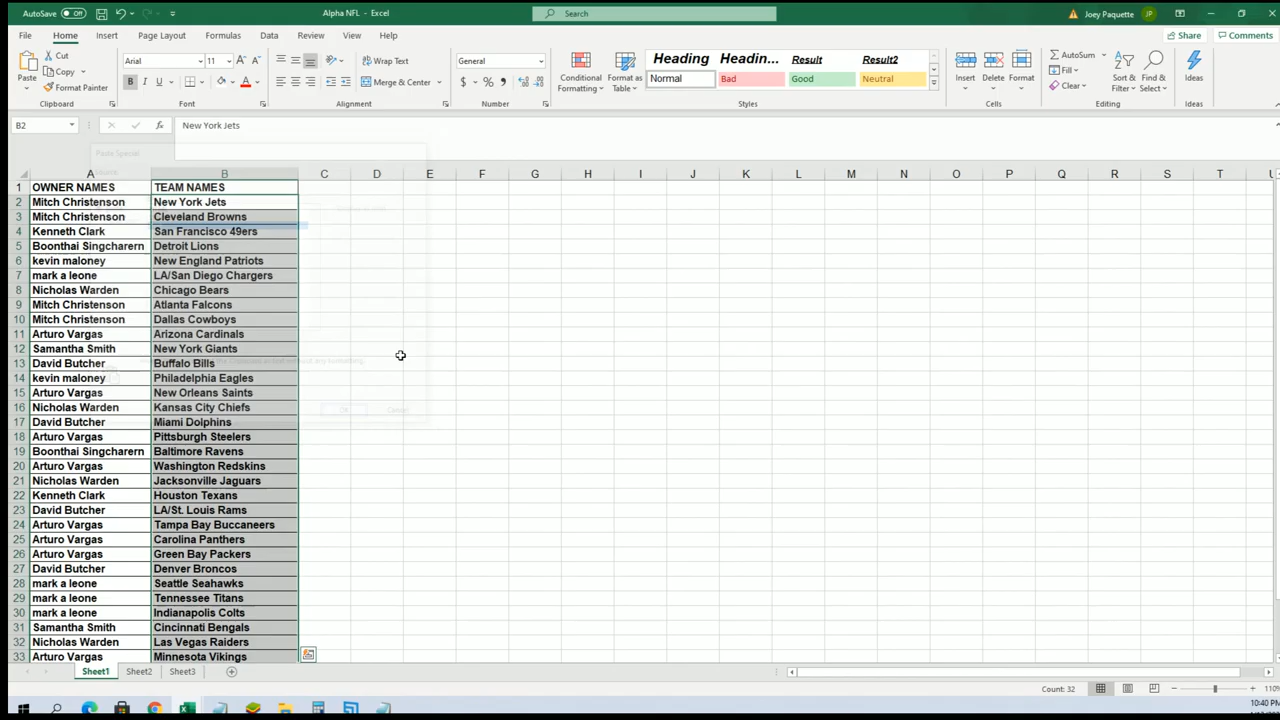 AutoSave Off
Alpha NFL - Excel
Search
Joey Paquette
JP
File Home Insert Page Layout Formulas Data Review View Help
Share Comments
Paste
Cut
Copy
Format Painter
Clipboard
Arial 11
B I U
Font
Wrap Text
Merge & Center
Alignment
General
$ %
Number
Conditional Formatting
Format as Table
Heading Headin... Result Result2
Normal Bad Good Neutral
Styles
Insert Delete Format
Cells
AutoSum
Fill
Clear
Sort & Filter
Find & Select
Editing
Ideas
Ideas
B2
fx
New York Jets
Paste Special
A B C D E F G H I J K L M N O P Q R S T U
1 OWNER NAMES TEAM NAMES
2 Mitch Christenson New York Jets
3 Mitch Christenson Cleveland Browns
4 Kenneth Clark San Francisco 49ers
5 Boonthai Singcharern Detroit Lions
6 kevin maloney New England Patriots
7 mark a leone LA/San Diego Chargers
8 Nicholas Warden Chicago Bears
9 Mitch Christenson Atlanta Falcons
10 Mitch Christenson Dallas Cowboys
11 Arturo Vargas Arizona Cardinals
12 Samantha Smith New York Giants
13 David Butcher Buffalo Bills
14 kevin maloney Philadelphia Eagles
15 Arturo Vargas New Orleans Saints
16 Nicholas Warden Kansas City Chiefs
17 David Butcher Miami Dolphins
18 Arturo Vargas Pittsburgh Steelers
19 Boonthai Singcharern Baltimore Ravens
20 Arturo Vargas Washington Redskins
21 Nicholas Warden Jacksonville Jaguars
22 Kenneth Clark Houston Texans
23 David Butcher LA/St. Louis Rams
24 Arturo Vargas Tampa Bay Buccaneers
25 Arturo Vargas Carolina Panthers
26 Arturo Vargas Green Bay Packers
27 David Butcher Denver Broncos
28 mark a leone Seattle Seahawks
29 mark a leone Tennessee Titans
30 mark a leone Indianapolis Colts
31 Samantha Smith Cincinnati Bengals
32 Nicholas Warden Las Vegas Raiders
33 Arturo Vargas Minnesota Vikings
Sheet1 Sheet2 Sheet3
Count: 32
110%
10:40 PM